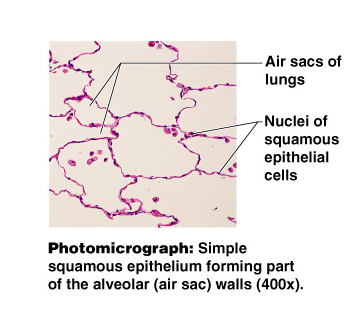 Air sacs of
lungs
Nuclei of
squamous
epithelial
cells
Photomicrograph: Simple
squamous epithelium forming part
of the alveolar (air sac) walls (400x).